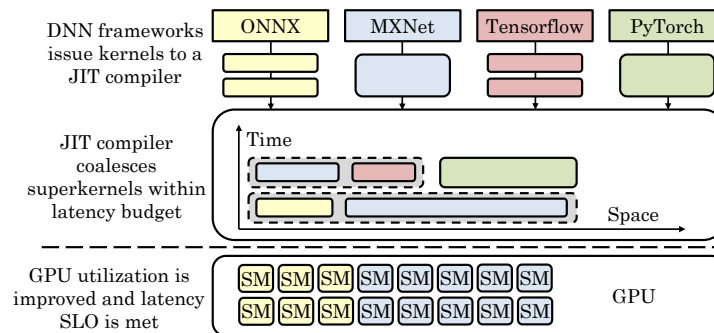 DNN frameworks
issue kernels to a
JIT compiler
ONNX
MXNet
Tensorflow
PyTorch
JIT compiler
coalesces
superkernels within
latency budget
Time
Space
GPU utilization is
improved and latency
SLO is met
SM SM SM SM SM SM SM SM
SM SM SM SM SM SM SM SM
GPU